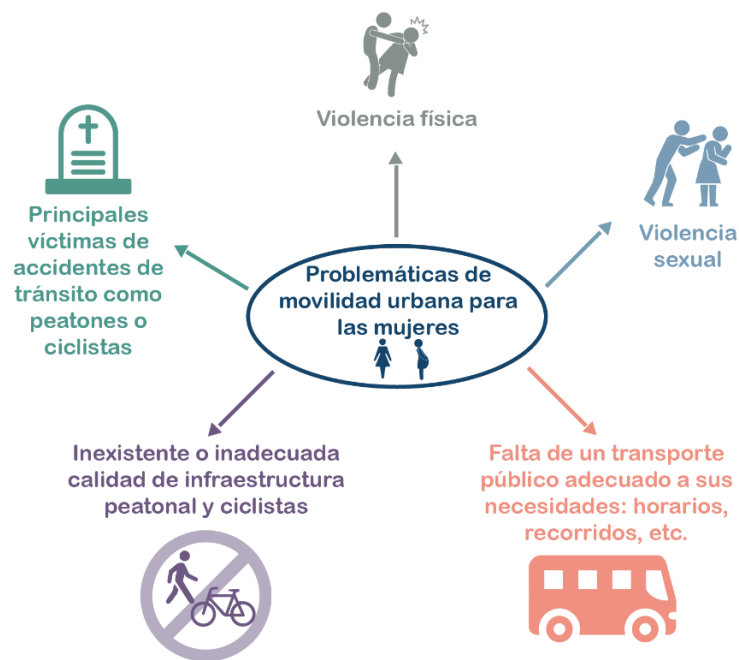 Violencia física
Principales
víctimas de
accidentes de
tránsito como
peatones o
ciclistas
Violencia
sexual
Problemáticas de
movilidad urbana para
las mujeres
Inexistente o inadecuada
calidad de infraestructura
peatonal y ciclistas
Falta de un transporte
público adecuado a sus
necesidades: horarios,
recorridos, etc.